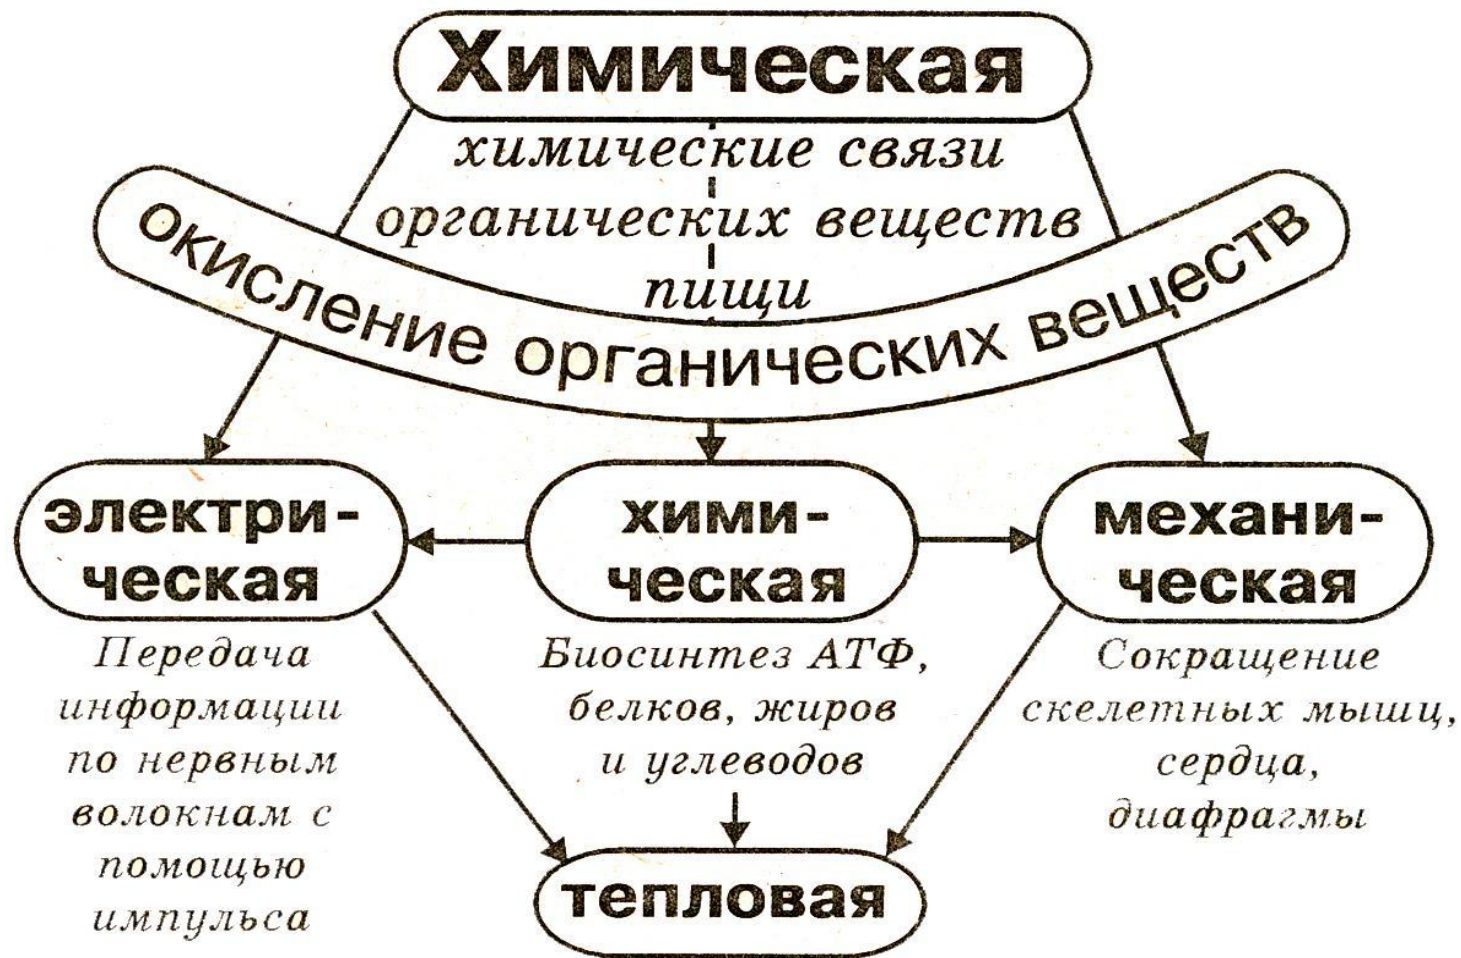 Химическая
химические связи
органических веществ
пищи
окисление органических веществ
электри-
ческая
хими-
ческая
механи-
ческая
Передача
информации
по нервным
волокнам с
помощью
импульса
Биосинтез АТФ,
белков, жиров
и углеводов
Сокращение
скелетных мышц,
сердца,
диафрагмы
тепловая